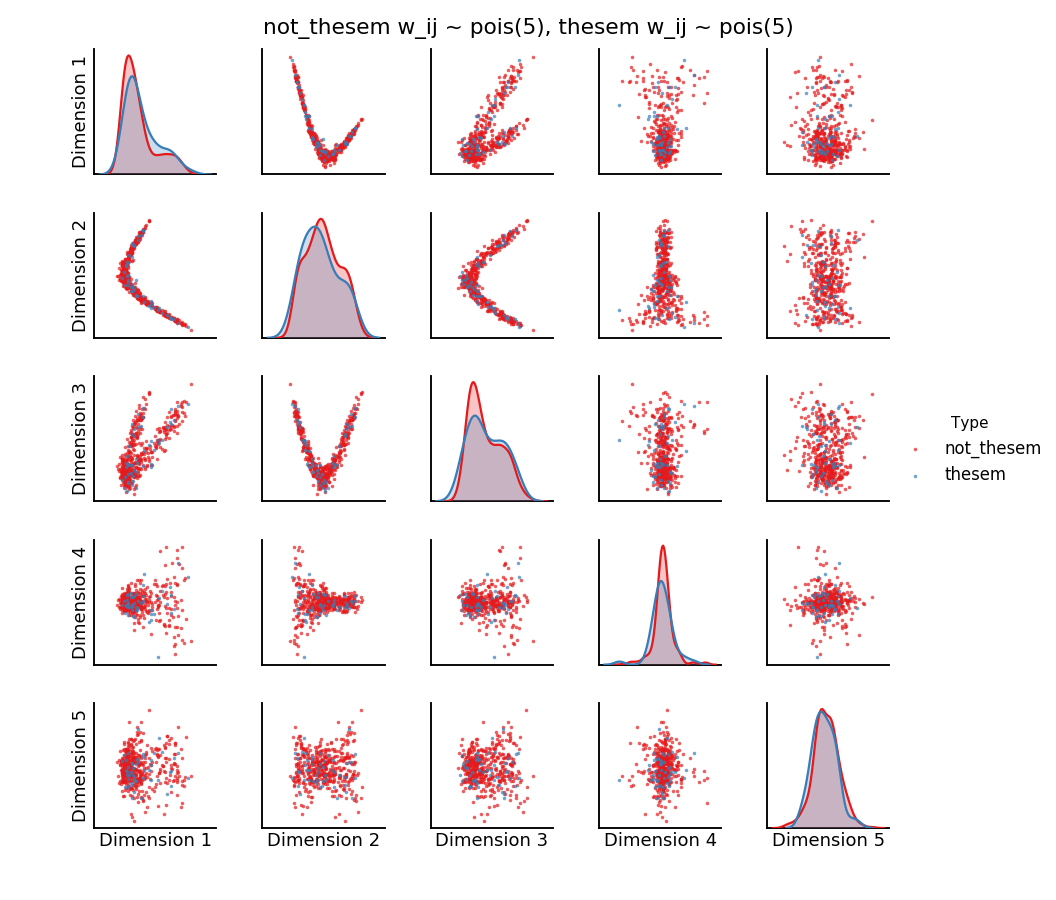 not_thesem w_ij ~ pois(5), thesem w_ij ~ pois(5)
Dimension 1
Dimension 2
Dimension 3
Dimension 4
Dimension 5
Type
not_thesem
thesem
Dimension 1
Dimension 2
Dimension 3
Dimension 4
Dimension 5